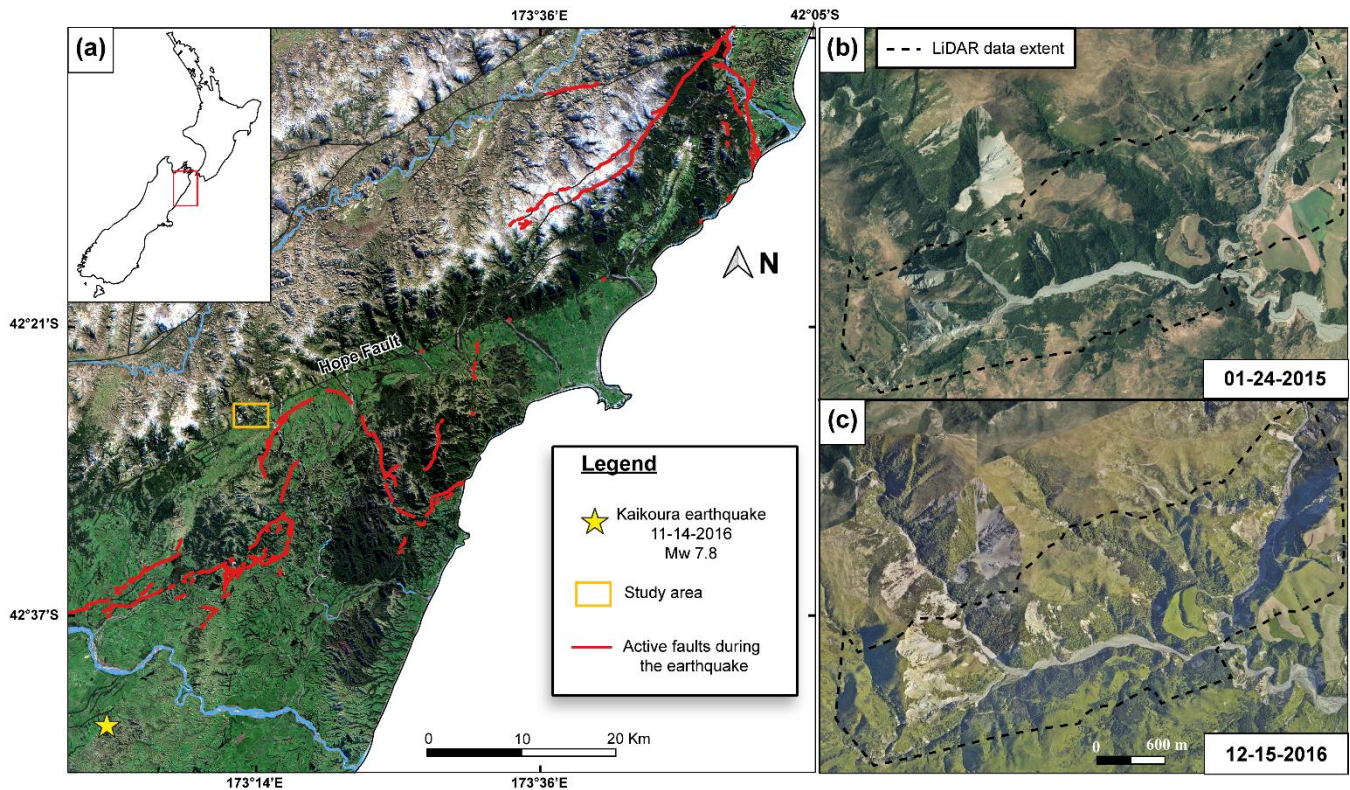 173°36'E
42°05'S
(a)
N
42°21'S
Hope Fault
Legend
Kaikoura earthquake
11-14-2016
Mw 7.8
Study area
Active faults during
the earthquake
42°37'S
0 10 20 Km
173°14'E
173°36'E
(b)
LiDAR data extent
01-24-2015
(c)
0 600 m
12-15-2016